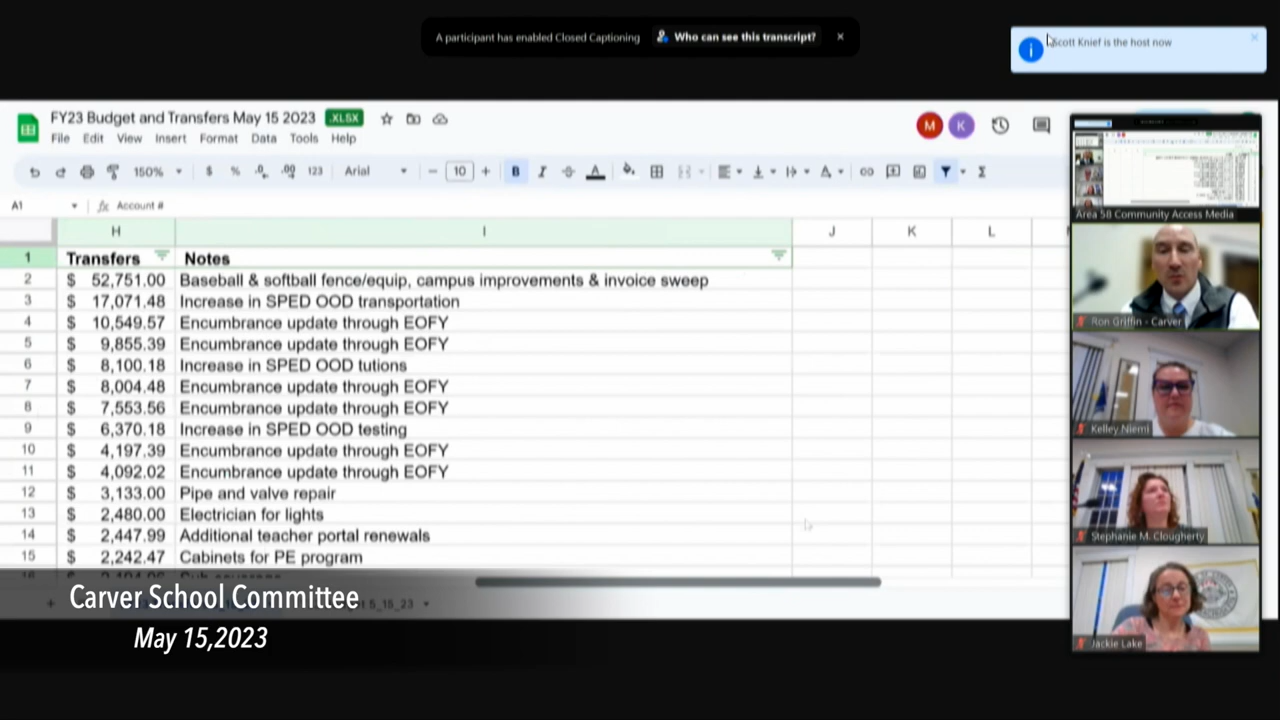 A participant has enabled Closed Captioning Who can see this transcript? ×
Scott Knief is the host now
FY23 Budget and Transfers May 15 2023 .XLSX
File Edit View Insert Format Data Tools Help
M K
150% $ % .0 .00 123 Arial − 10 + B I A Σ
A1 fx Account #
H I J K L
1 Transfers Notes
2 $ 52,751.00 Baseball & softball fence/equip, campus improvements & invoice sweep
3 $ 17,071.48 Increase in SPED OOD transportation
4 $ 10,549.57 Encumbrance update through EOFY
5 $ 9,855.39 Encumbrance update through EOFY
6 $ 8,100.18 Increase in SPED OOD tutions
7 $ 8,004.48 Encumbrance update through EOFY
8 $ 7,553.56 Encumbrance update through EOFY
9 $ 6,370.18 Increase in SPED OOD testing
10 $ 4,197.39 Encumbrance update through EOFY
11 $ 4,092.02 Encumbrance update through EOFY
12 $ 3,133.00 Pipe and valve repair
13 $ 2,480.00 Electrician for lights
14 $ 2,447.99 Additional teacher portal renewals
15 $ 2,242.47 Cabinets for PE program
5_15_23
Area 58 Community Access Media
Ron Griffin - Carver
Kelley Niemi
Stephanie M. Clougherty
Jackie Lake
Carver School Committee
May 15,2023